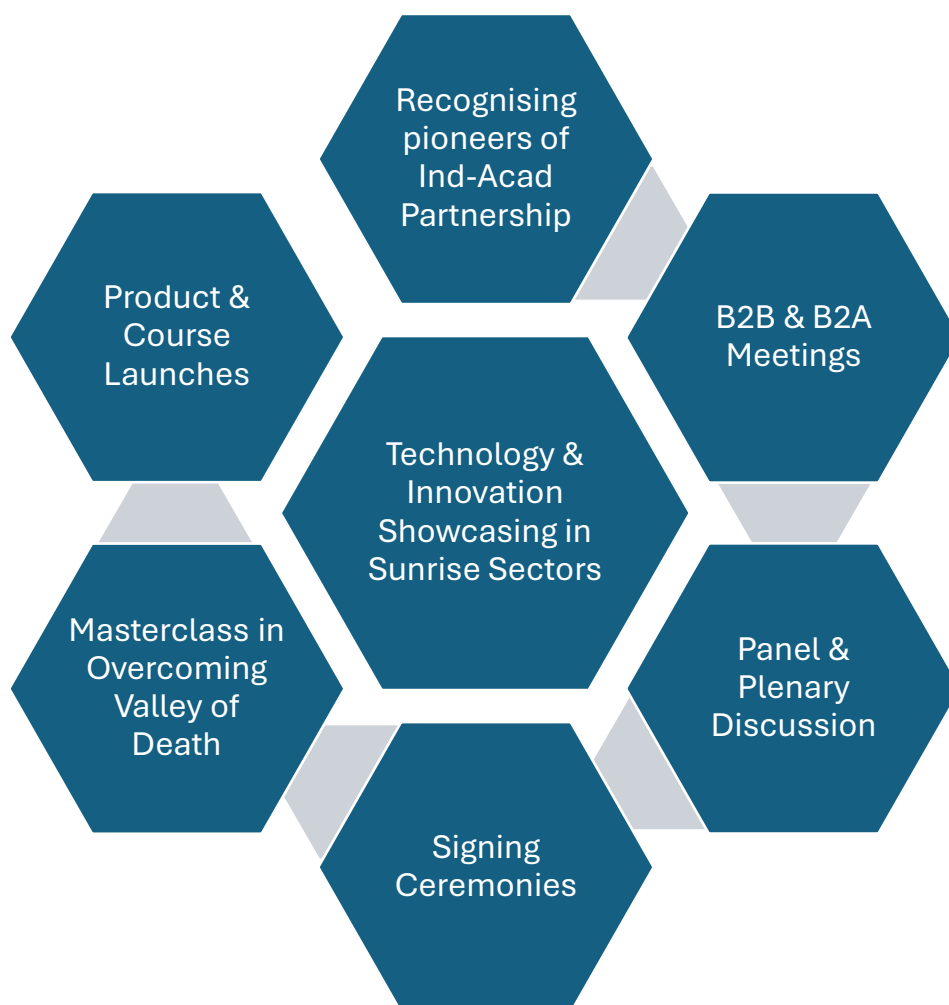 Recognising
pioneers of
Ind-Acad
Partnership
Product &
Course
Launches
B2B & B2A
Meetings
Technology &
Innovation
Showcasing in
Sunrise Sectors
Masterclass in
Overcoming
Valley of
Death
Panel &
Plenary
Discussion
Signing
Ceremonies